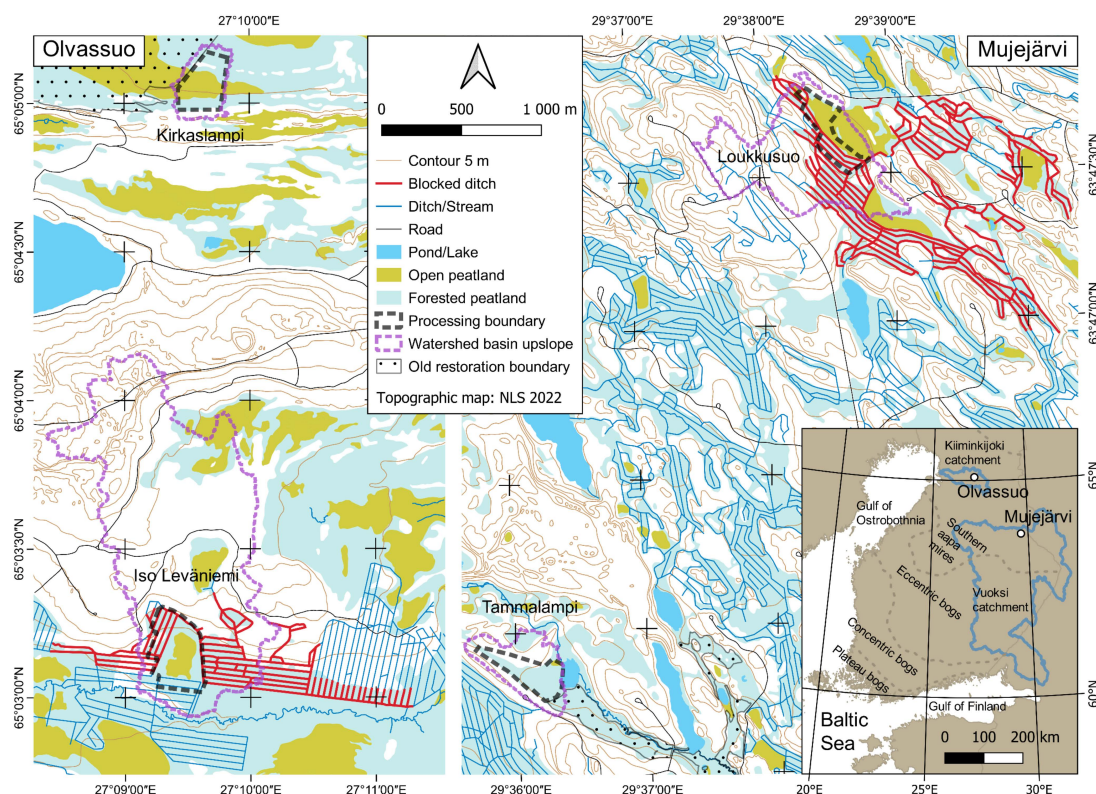 27°10'00"E
29°37'00"E
29°38'00"E
29°39'00"E
Olvassuo
Mujejärvi
65°05'00"N
65°04'30"N
65°04'00"N
65°03'30"N
65°03'00"N
Kirkaslampi
0 500 1 000 m
Contour 5 m
Blocked ditch
Ditch/Stream
Road
Pond/Lake
Open peatland
Forested peatland
Processing boundary
Watershed basin upslope
Old restoration boundary
Topographic map: NLS 2022
Loukkusuo
63°47'30"N
63°47'00"N
Iso Leväniemi
Tammalampi
Kiiminkijoki
catchment
Olvassuo
65°N
Gulf of
Ostrobothnia
Mujejärvi
Southern
aapa
mires
Eccentric bogs
Vuoksi
catchment
Concentric bogs
Plateau bogs
60°N
Gulf of Finland
Baltic
Sea
0 100 200 km
27°09'00"E
27°10'00"E
27°11'00"E
29°36'00"E
29°37'00"E
20°E
25°E
30°E